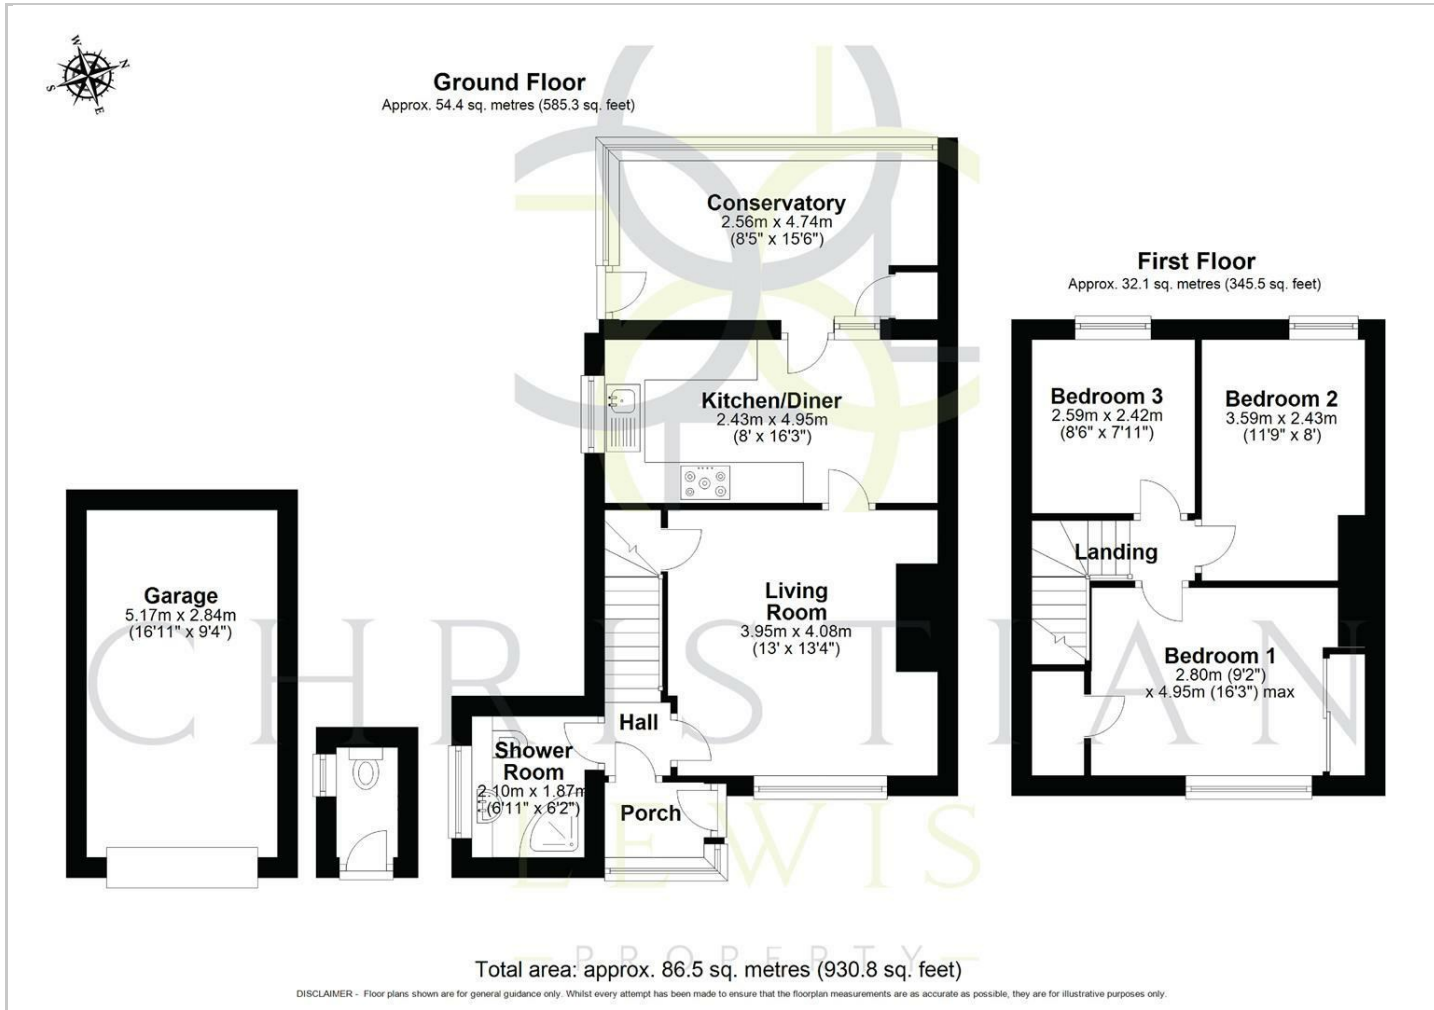 W
N
S
E
Ground Floor
Approx. 54.4 sq. metres (585.3 sq. feet)
Conservatory
2.56m x 4.74m
(8'5" x 15'6")
First Floor
Approx. 32.1 sq. metres (345.5 sq. feet)
Kitchen/Diner
2.43m x 4.95m
(8' x 16'3")
Bedroom 3
2.59m x 2.42m
(8'6" x 7'11")
Bedroom 2
3.59m x 2.43m
(11'9" x 8')
Landing
Garage
5.17m x 2.84m
(16'11" x 9'4")
Living
Room
3.95m x 4.08m
(13' x 13'4")
Bedroom 1
2.80m (9'2")
x 4.95m (16'3") max
Hall
Shower
Room
2.10m x 1.87m
(6'11" x 6'2")
Porch
CHRISTIAN
LEWIS
PROPERTY
Total area: approx. 86.5 sq. metres (930.8 sq. feet)
DISCLAIMER - Floor plans shown are for general guidance only. Whilst every attempt has been made to ensure that the floorplan measurements are as accurate as possible, they are for illustrative purposes only.